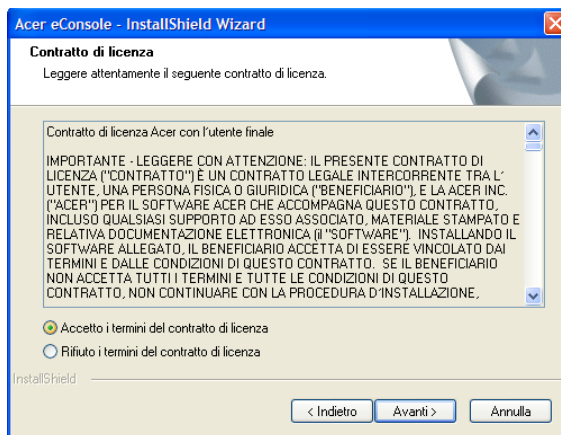 Acer eConsole - InstallShield Wizard
Contratto di licenza
Leggere attentamente il seguente contratto di licenza.
Contratto di licenza Acer con l'utente finale
IMPORTANTE - LEGGERE CON ATTENZIONE: IL PRESENTE CONTRATTO DI
LICENZA ("CONTRATTO") È UN CONTRATTO LEGALE INTERCORRENTE TRA L'
UTENTE, UNA PERSONA FISICA O GIURIDICA ("BENEFICIARIO"), E LA ACER INC.
("ACER") PER IL SOFTWARE ACER CHE ACCOMPAGNA QUESTO CONTRATTO,
INCLUSO QUALSIASI SUPPORTO AD ESSO ASSOCIATO, MATERIALE STAMPATO E
RELATIVA DOCUMENTAZIONE ELETTRONICA (il "SOFTWARE"). INSTALLANDO IL
SOFTWARE ALLEGATO, IL BENEFICIARIO ACCETTA DI ESSERE VINCOLATO DAI
TERMINI E DALLE CONDIZIONI DI QUESTO CONTRATTO. SE IL BENEFICIARIO
NON ACCETTA TUTTI I TERMINI E TUTTE LE CONDIZIONI DI QUESTO
CONTRATTO, NON CONTINUARE CON LA PROCEDURA D'INSTALLAZIONE,
Accetto i termini del contratto di licenza
Rifiuto i termini del contratto di licenza
InstallShield
< Indietro Avanti > Annulla